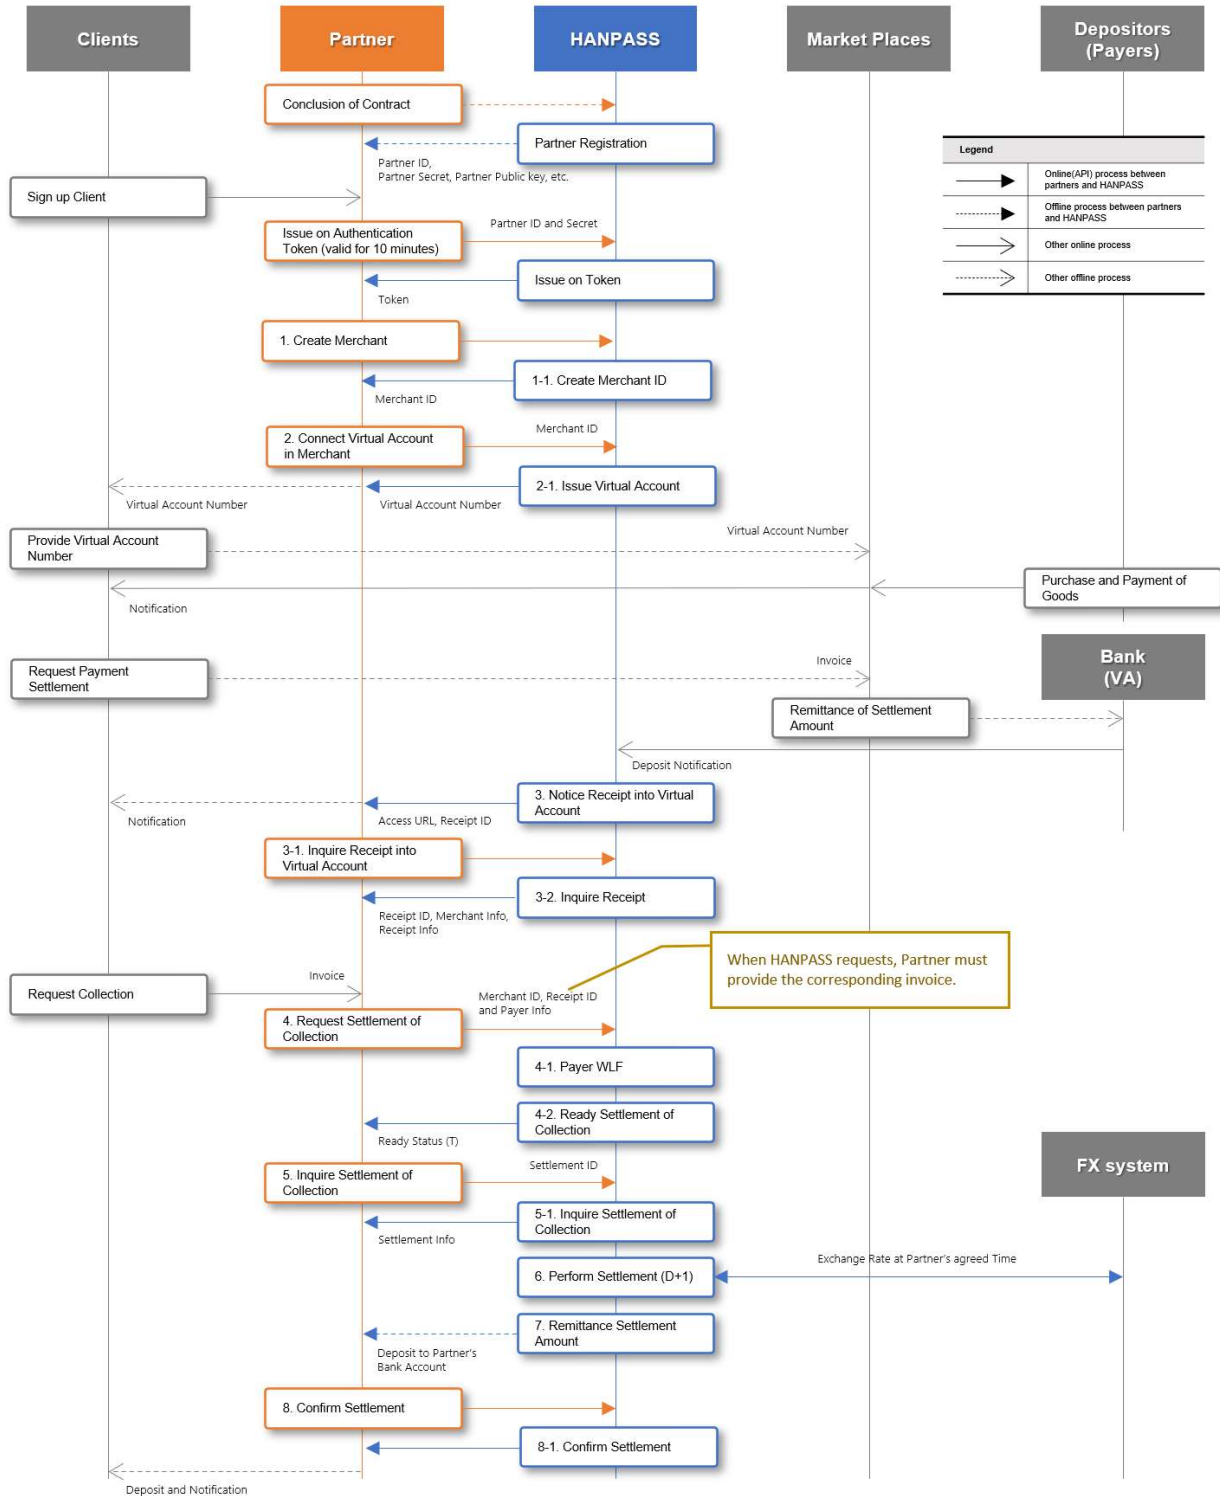 Clients
Partner
HANPASS
Market Places
Depositors
(Payers)
Conclusion of Contract
Partner Registration
Partner ID,
Partner Secret, Partner Public key, etc.
Legend
Online(API) process between
partners and HANPASS
Offline process between partners
and HANPASS
Other online process
Other offline process
Sign up Client
Issue on Authentication
Token (valid for 10 minutes)
Partner ID and Secret
Issue on Token
Token
1. Create Merchant
1-1. Create Merchant ID
Merchant ID
2. Connect Virtual Account
in Merchant
Merchant ID
2-1. Issue Virtual Account
Virtual Account Number
Virtual Account Number
Provide Virtual Account
Number
Virtual Account Number
Purchase and Payment of
Goods
Notification
Request Payment
Settlement
Invoice
Bank
(VA)
Remittance of Settlement
Amount
Deposit Notification
3. Notice Receipt into Virtual
Account
Notification
Access URL, Receipt ID
3-1. Inquire Receipt into
Virtual Account
3-2. Inquire Receipt
Receipt ID, Merchant Info,
Receipt Info
When HANPASS requests, Partner must
provide the corresponding invoice.
Request Collection
Invoice
Merchant ID, Receipt ID
and Payer Info
4. Request Settlement of
Collection
4-1. Payer WLF
4-2. Ready Settlement of
Collection
Ready Status (T)
FX system
5. Inquire Settlement of
Collection
Settlement ID
5-1. Inquire Settlement of
Collection
Settlement Info
6. Perform Settlement (D+1)
Exchange Rate at Partner's agreed Time
7. Remittance Settlement
Amount
Deposit to Partner's
Bank Account
8. Confirm Settlement
8-1. Confirm Settlement
Deposit and Notification